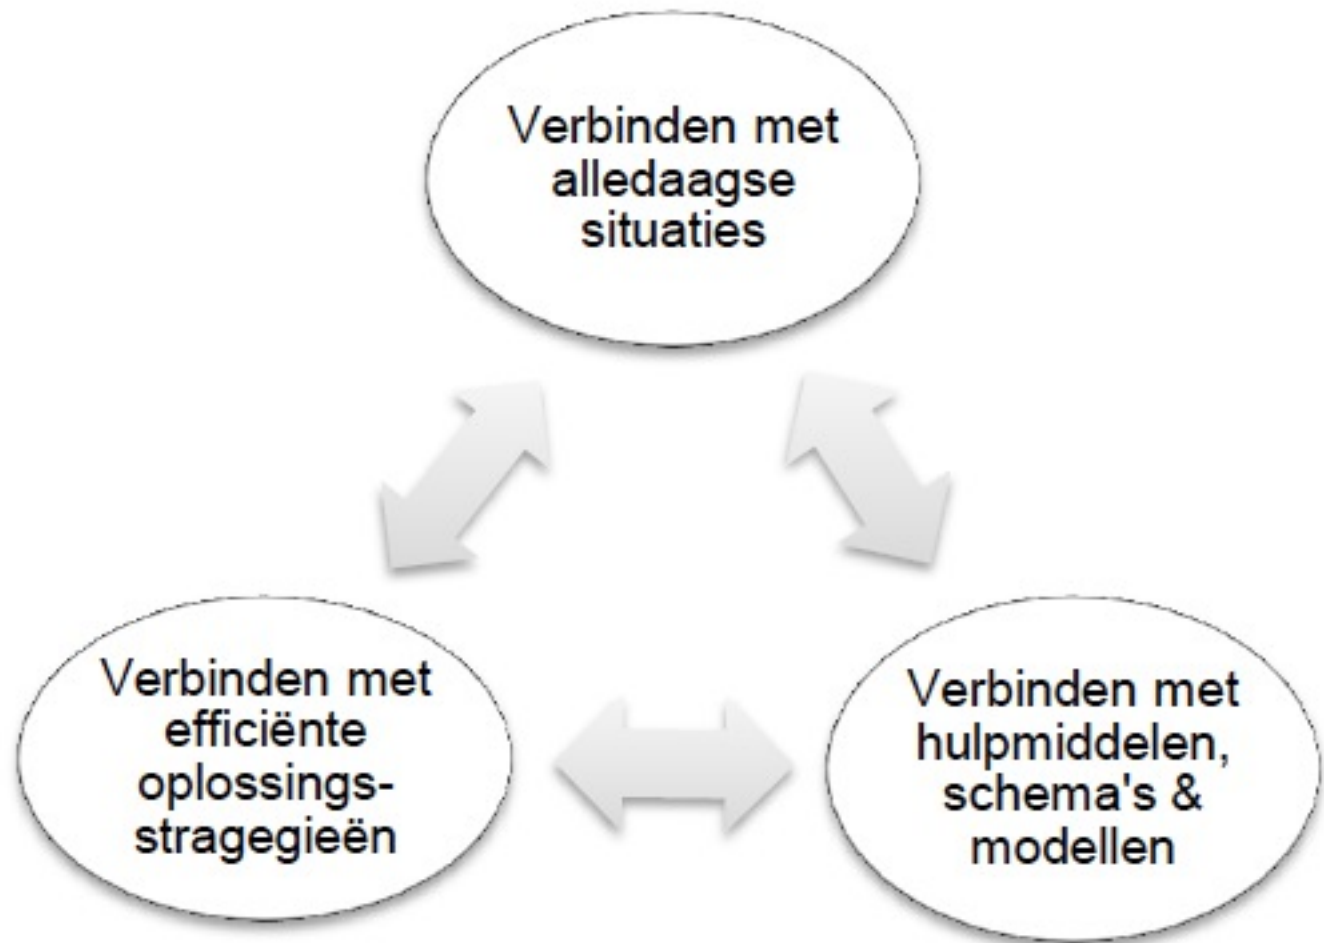 Verbinden met
alledaagse
situaties
Verbinden met
efficiënte
oplossings-
stragegieën
Verbinden met
hulpmiddelen,
schema's &
modellen